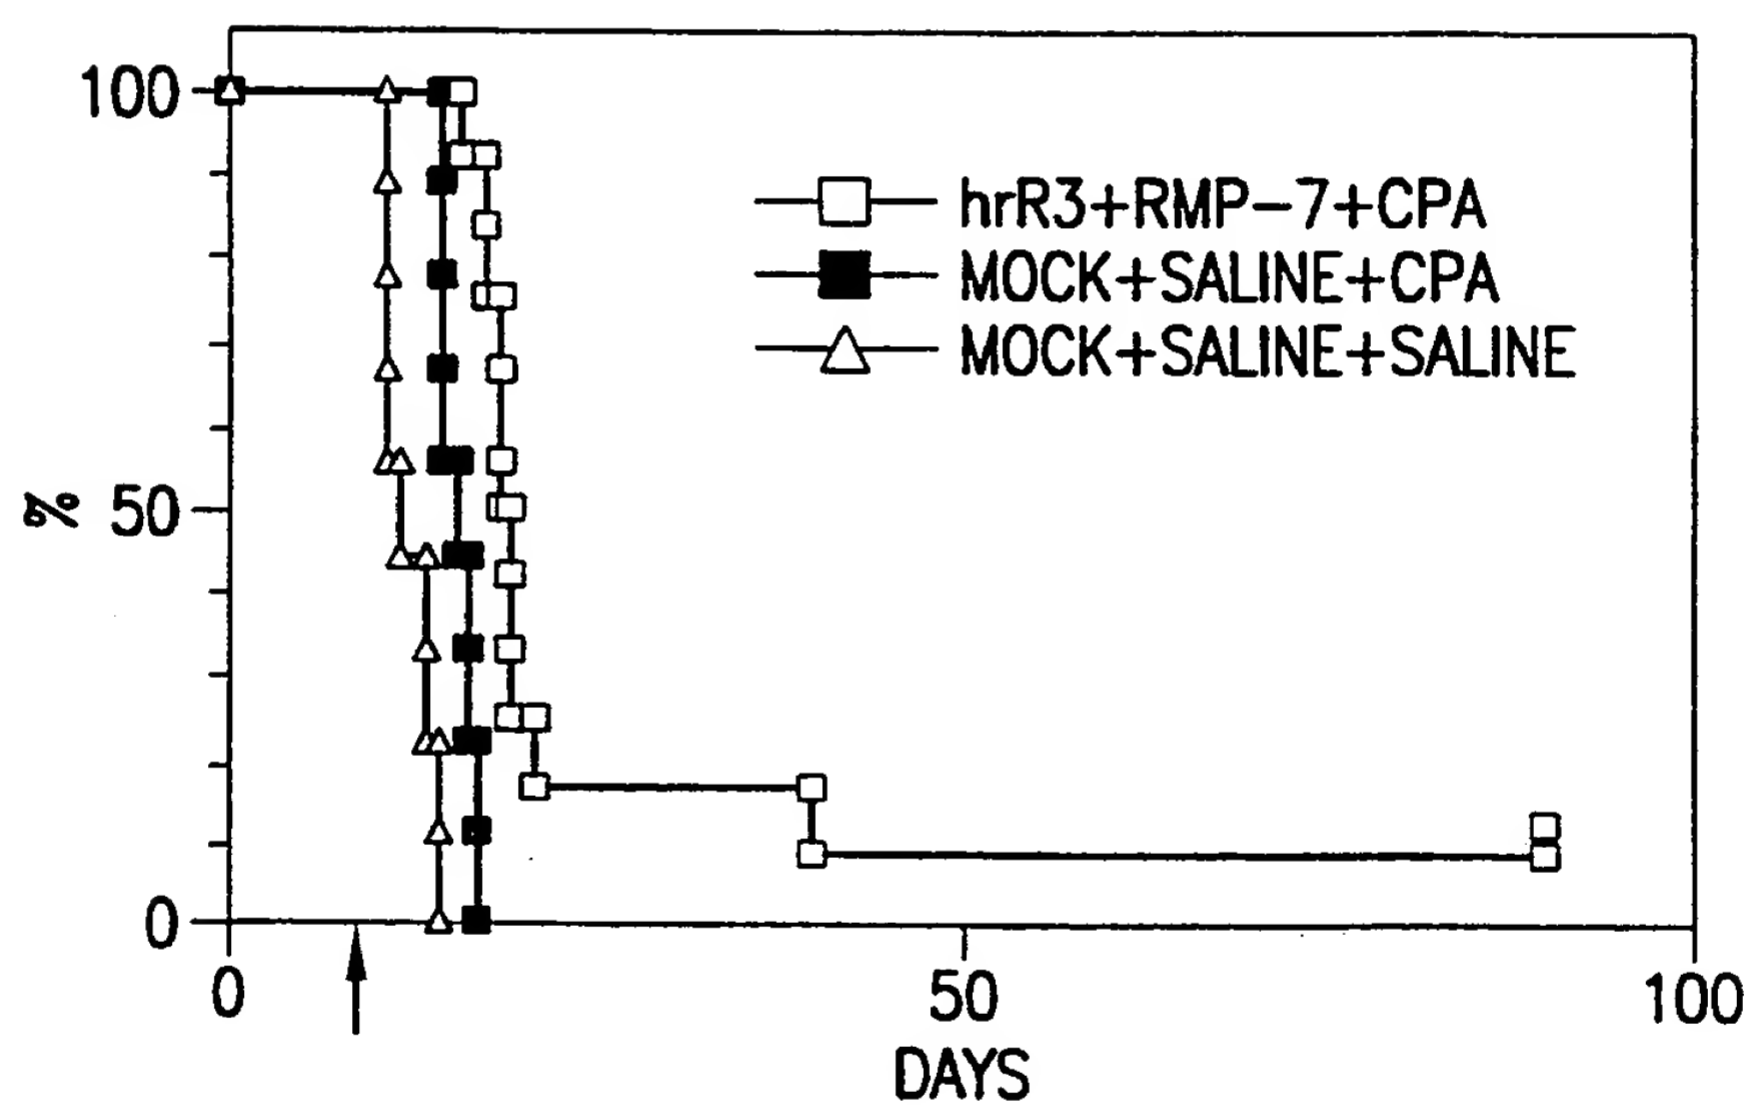 100
hrR3+RMP-7+CPA
MOCK+SALINE+CPA
MOCK+SALINE+SALINE
% 50
0
0 50 100
DAYS